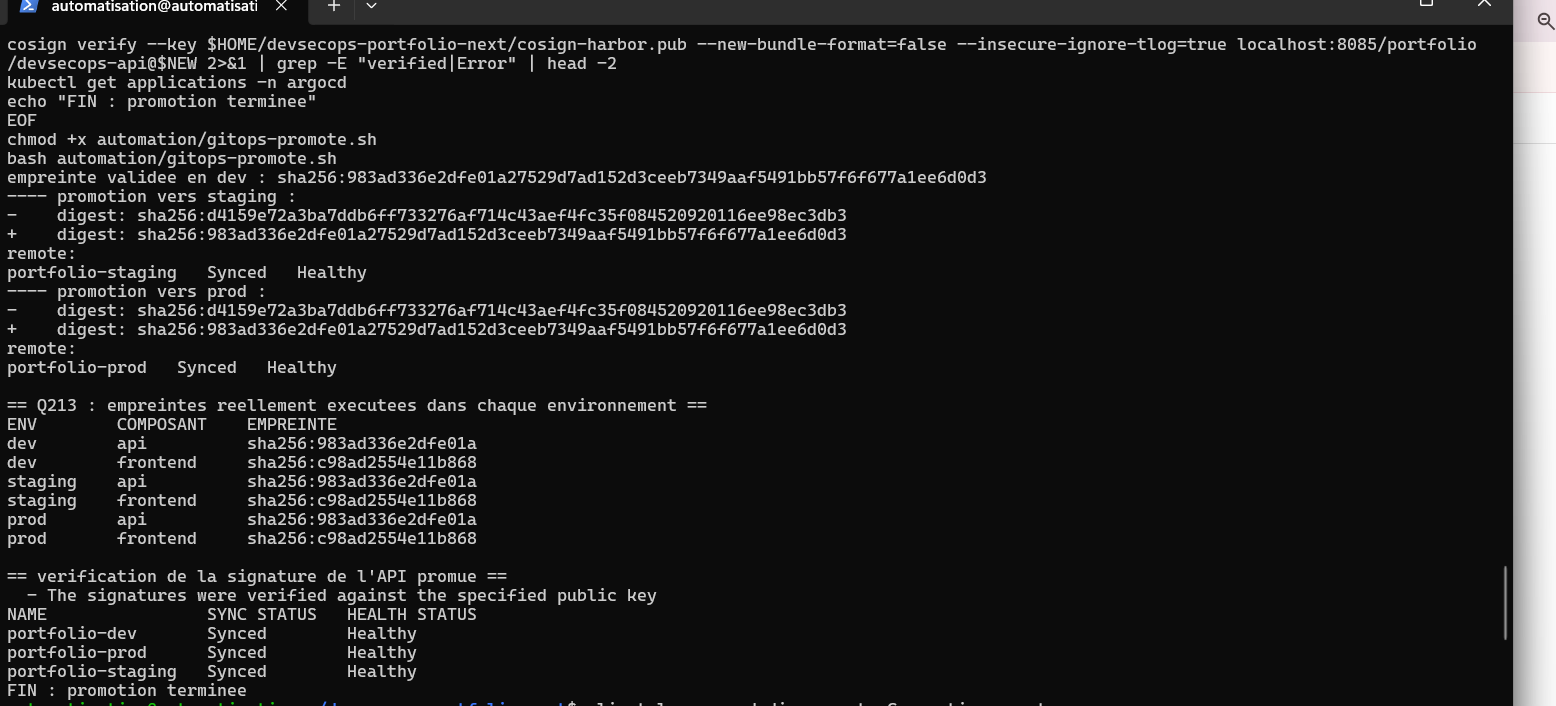 automatisation@automatisati
cosign verify --key $HOME/devsecops-portfolio-next/cosign-harbor.pub --new-bundle-format=false --insecure-ignore-tlog=true localhost:8085/portfolio
/devsecops-api@$NEW 2>&1 | grep -E "verified|Error" | head -2
kubectl get applications -n argocd
echo "FIN : promotion terminee"
EOF
chmod +x automation/gitops-promote.sh
bash automation/gitops-promote.sh
empreinte validee en dev : sha256:983ad336e2dfe01a27529d7ad152d3ceeb7349aaf5491bb57f6f677a1ee6d0d3
---- promotion vers staging :
-    digest: sha256:d4159e72a3ba7ddb6ff733276af714c43aef4fc35f084520920116ee98ec3db3
+    digest: sha256:983ad336e2dfe01a27529d7ad152d3ceeb7349aaf5491bb57f6f677a1ee6d0d3
remote:
portfolio-staging   Synced   Healthy
---- promotion vers prod :
-    digest: sha256:d4159e72a3ba7ddb6ff733276af714c43aef4fc35f084520920116ee98ec3db3
+    digest: sha256:983ad336e2dfe01a27529d7ad152d3ceeb7349aaf5491bb57f6f677a1ee6d0d3
remote:
portfolio-prod   Synced   Healthy
== Q213 : empreintes reellement executees dans chaque environnement ==
ENV        COMPOSANT    EMPREINTE
dev        api          sha256:983ad336e2dfe01a
dev        frontend     sha256:c98ad2554e11b868
staging    api          sha256:983ad336e2dfe01a
staging    frontend     sha256:c98ad2554e11b868
prod       api          sha256:983ad336e2dfe01a
prod       frontend     sha256:c98ad2554e11b868
== verification de la signature de l'API promue ==
  - The signatures were verified against the specified public key
NAME                SYNC STATUS   HEALTH STATUS
portfolio-dev       Synced        Healthy
portfolio-prod      Synced        Healthy
portfolio-staging   Synced        Healthy
FIN : promotion terminee